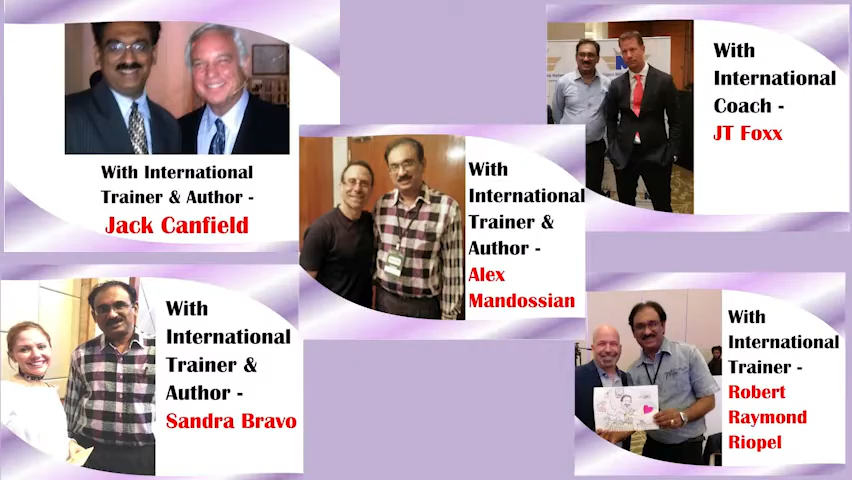 With International
Trainer & Author -
Jack Canfield
With
International
Trainer &
Author -
Alex
Mandossian
With
International
Coach -
JT Foxx
With
International
Trainer &
Author -
Sandra Bravo
With
International
Trainer -
Robert
Raymond
Riopel